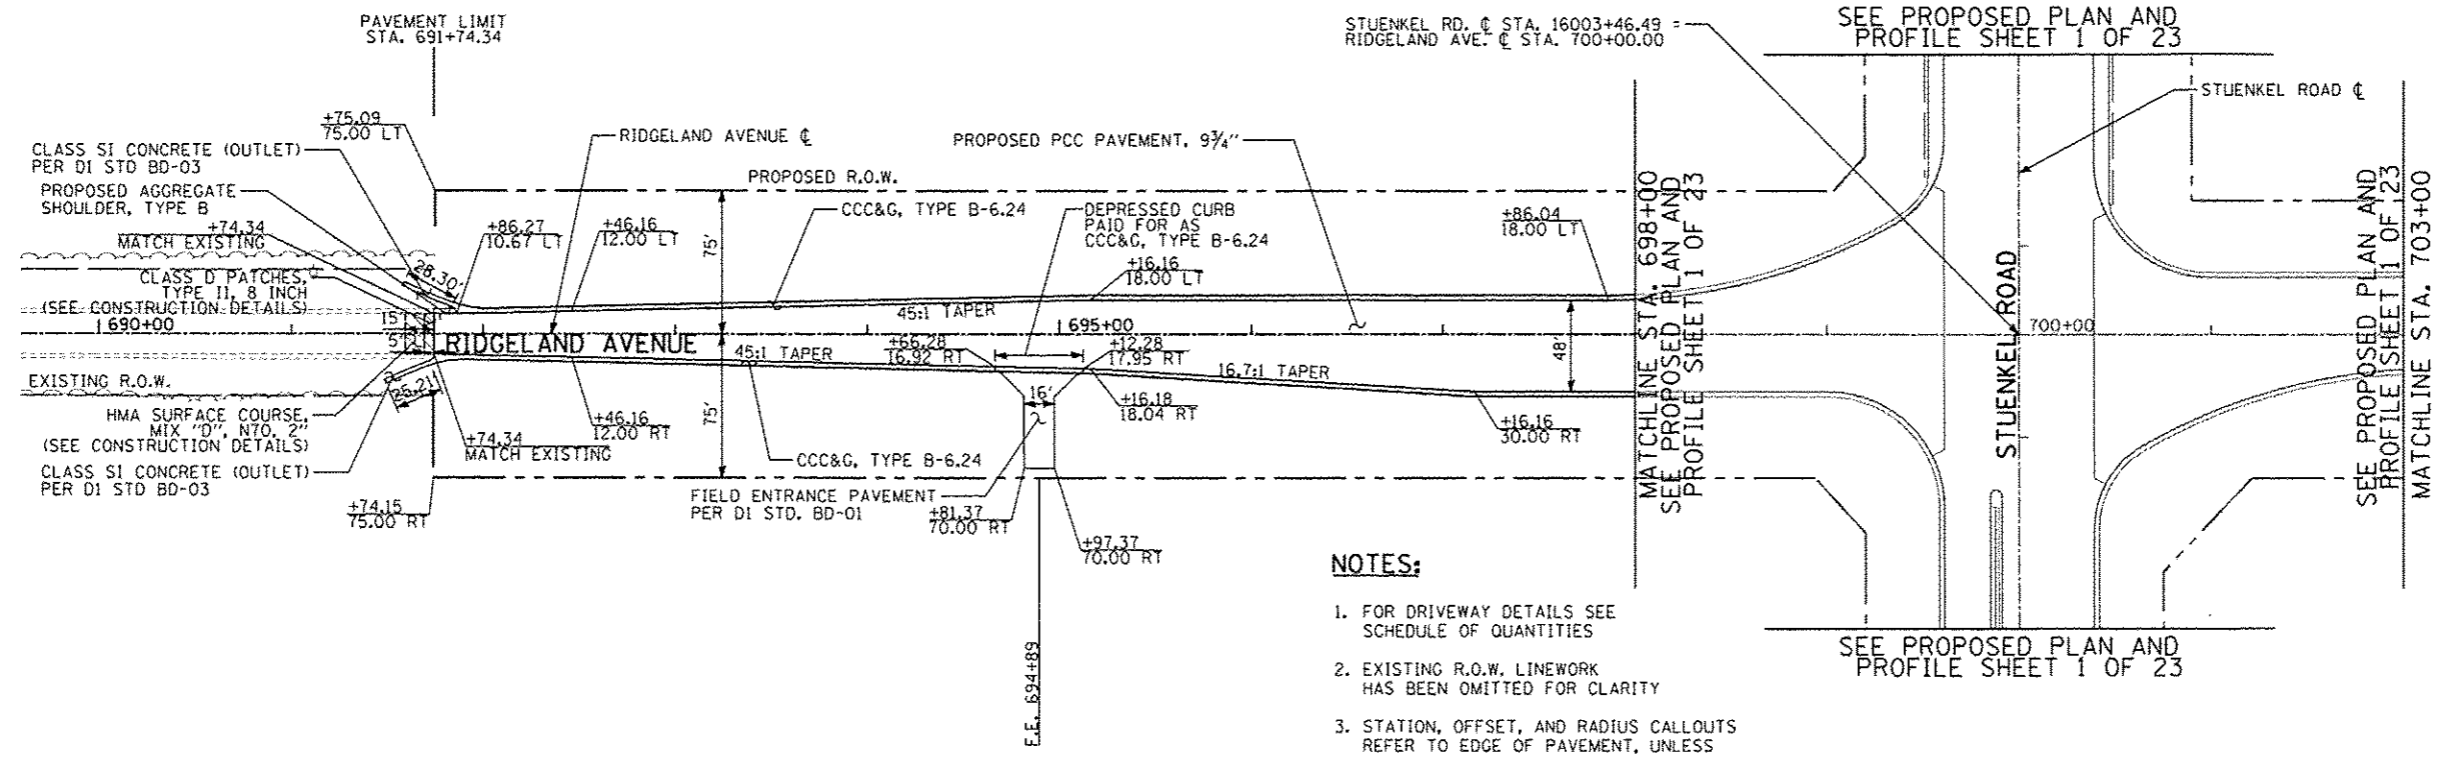 PAVEMENT LIMIT
STA. 691+74.34
STUENKEL RD. ℄ STA. 16003+46.49 =
RIDGELAND AVE. ℄ STA. 700+00.00
SEE PROPOSED PLAN AND
PROFILE SHEET 1 OF 23
STUENKEL ROAD ℄
+75.09
75.00 LT
RIDGELAND AVENUE ℄
PROPOSED PCC PAVEMENT, 9¾"
CLASS SI CONCRETE (OUTLET)
PER D1 STD BD-03
PROPOSED AGGREGATE
SHOULDER, TYPE B
PROPOSED R.O.W.
+74.34
MATCH EXISTING
+86.27
10.67 LT
+46.16
12.00 LT
75'
CCC&G, TYPE B-6.24
DEPRESSED CURB
PAID FOR AS
CCC&G, TYPE B-6.24
+16.16
18.00 LT
+86.04
18.00 LT
28.30'
CLASS D PATCHES,
TYPE II, 8 INCH
(SEE CONSTRUCTION DETAILS)
45:1 TAPER
15'
690+00
695+00
700+00
5'
RIDGELAND AVENUE
45:1 TAPER
+66.28
16.92 RT
+12.28
17.95 RT
16.7:1 TAPER
48'
EXISTING R.O.W.
25.21'
16'
+16.18
18.04 RT
HMA SURFACE COURSE,
MIX "D", N70, 2"
(SEE CONSTRUCTION DETAILS)
+46.16
12.00 RT
75'
+16.16
30.00 RT
+74.34
MATCH EXISTING
CLASS SI CONCRETE (OUTLET)
PER D1 STD BD-03
CCC&G, TYPE B-6.24
+74.15
75.00 RT
FIELD ENTRANCE PAVEMENT
PER D1 STD. BD-01
+81.37
70.00 RT
+97.37
70.00 RT
F.E. 694+89
MATCHLINE STA. 698+00
SEE PROPOSED PLAN AND
PROFILE SHEET 1 OF 23
STUENKEL ROAD
SEE PROPOSED PLAN AND
PROFILE SHEET 1 OF 23
MATCHLINE STA. 703+00
SEE PROPOSED PLAN AND
PROFILE SHEET 1 OF 23
NOTES:
1. FOR DRIVEWAY DETAILS SEE
SCHEDULE OF QUANTITIES
2. EXISTING R.O.W. LINEWORK
HAS BEEN OMITTED FOR CLARITY
3. STATION, OFFSET, AND RADIUS CALLOUTS
REFER TO EDGE OF PAVEMENT, UNLESS